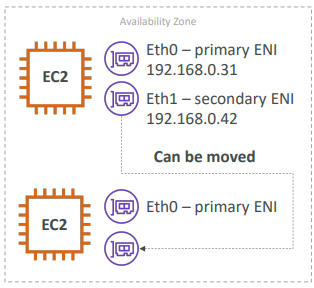 Availability Zone
EC2
Eth0 – primary ENI
192.168.0.31
Eth1 – secondary ENI
192.168.0.42
Can be moved
EC2
Eth0 – primary ENI